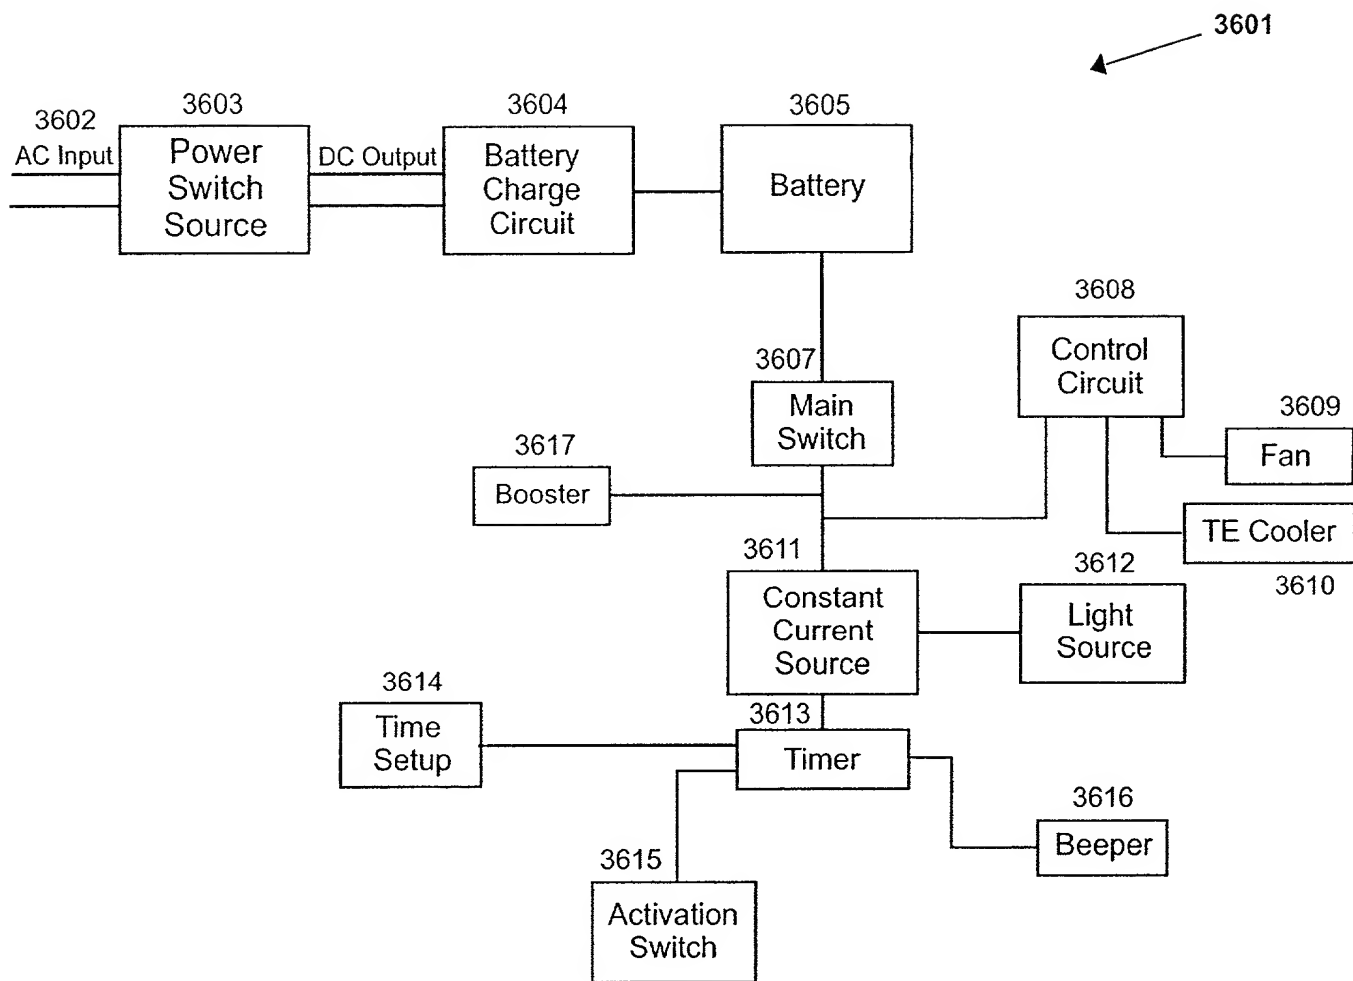 3601
3602
AC Input
3603
Power
Switch
Source
DC Output
3604
Battery
Charge
Circuit
3605
Battery
3607
Main
Switch
3608
Control
Circuit
3609
Fan
TE Cooler
3610
3617
Booster
3611
Constant
Current
Source
3612
Light
Source
3614
Time
Setup
3613
Timer
3616
Beeper
3615
Activation
Switch